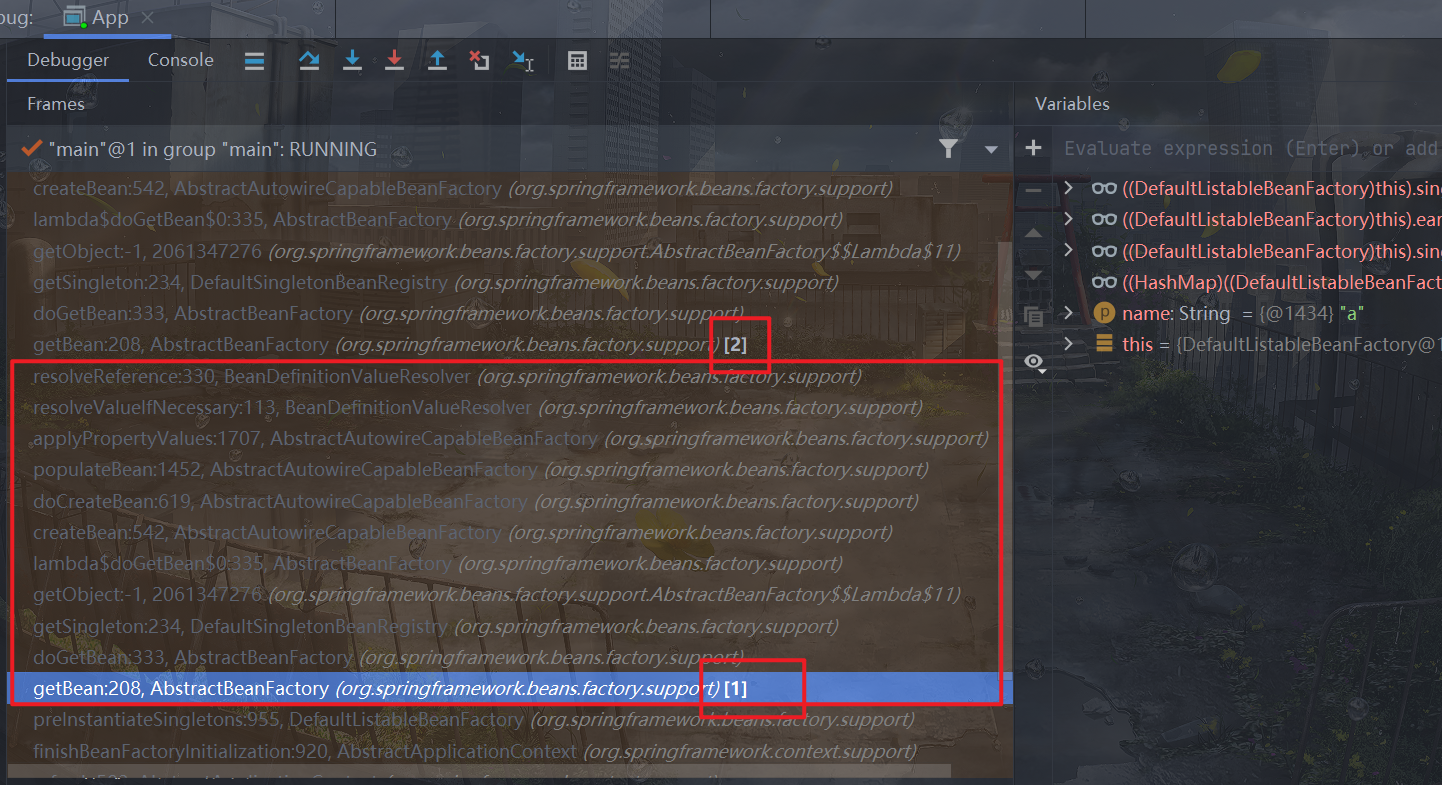 bug:
App
Debugger
Console
Frames
Variables
"main"@1 in group "main": RUNNING
Evaluate expression (Enter) or add
createBean:542, AbstractAutowireCapableBeanFactory (org.springframework.beans.factory.support)
lambda$doGetBean$0:335, AbstractBeanFactory (org.springframework.beans.factory.support)
getObject:-1, 2061347276 (org.springframework.beans.factory.support.AbstractBeanFactory$$Lambda$11)
getSingleton:234, DefaultSingletonBeanRegistry (org.springframework.beans.factory.support)
doGetBean:333, AbstractBeanFactory (org.springframework.beans.factory.support)
getBean:208, AbstractBeanFactory (org.springframework.beans.factory.support) [2]
resolveReference:330, BeanDefinitionValueResolver (org.springframework.beans.factory.support)
resolveValueIfNecessary:113, BeanDefinitionValueResolver (org.springframework.beans.factory.support)
applyPropertyValues:1707, AbstractAutowireCapableBeanFactory (org.springframework.beans.factory.support)
populateBean:1452, AbstractAutowireCapableBeanFactory (org.springframework.beans.factory.support)
doCreateBean:619, AbstractAutowireCapableBeanFactory (org.springframework.beans.factory.support)
createBean:542, AbstractAutowireCapableBeanFactory (org.springframework.beans.factory.support)
lambda$doGetBean$0:335, AbstractBeanFactory (org.springframework.beans.factory.support)
getObject:-1, 2061347276 (org.springframework.beans.factory.support.AbstractBeanFactory$$Lambda$11)
getSingleton:234, DefaultSingletonBeanRegistry (org.springframework.beans.factory.support)
doGetBean:333, AbstractBeanFactory (org.springframework.beans.factory.support)
getBean:208, AbstractBeanFactory (org.springframework.beans.factory.support) [1]
preInstantiateSingletons:955, DefaultListableBeanFactory (org.springframework.beans.factory.support)
finishBeanFactoryInitialization:920, AbstractApplicationContext (org.springframework.context.support)
((DefaultListableBeanFactory)this).sing
((DefaultListableBeanFactory)this).ear
((DefaultListableBeanFactory)this).sing
((HashMap)((DefaultListableBeanFact
name: String = {@1434} "a"
this = {DefaultListableBeanFactory@1